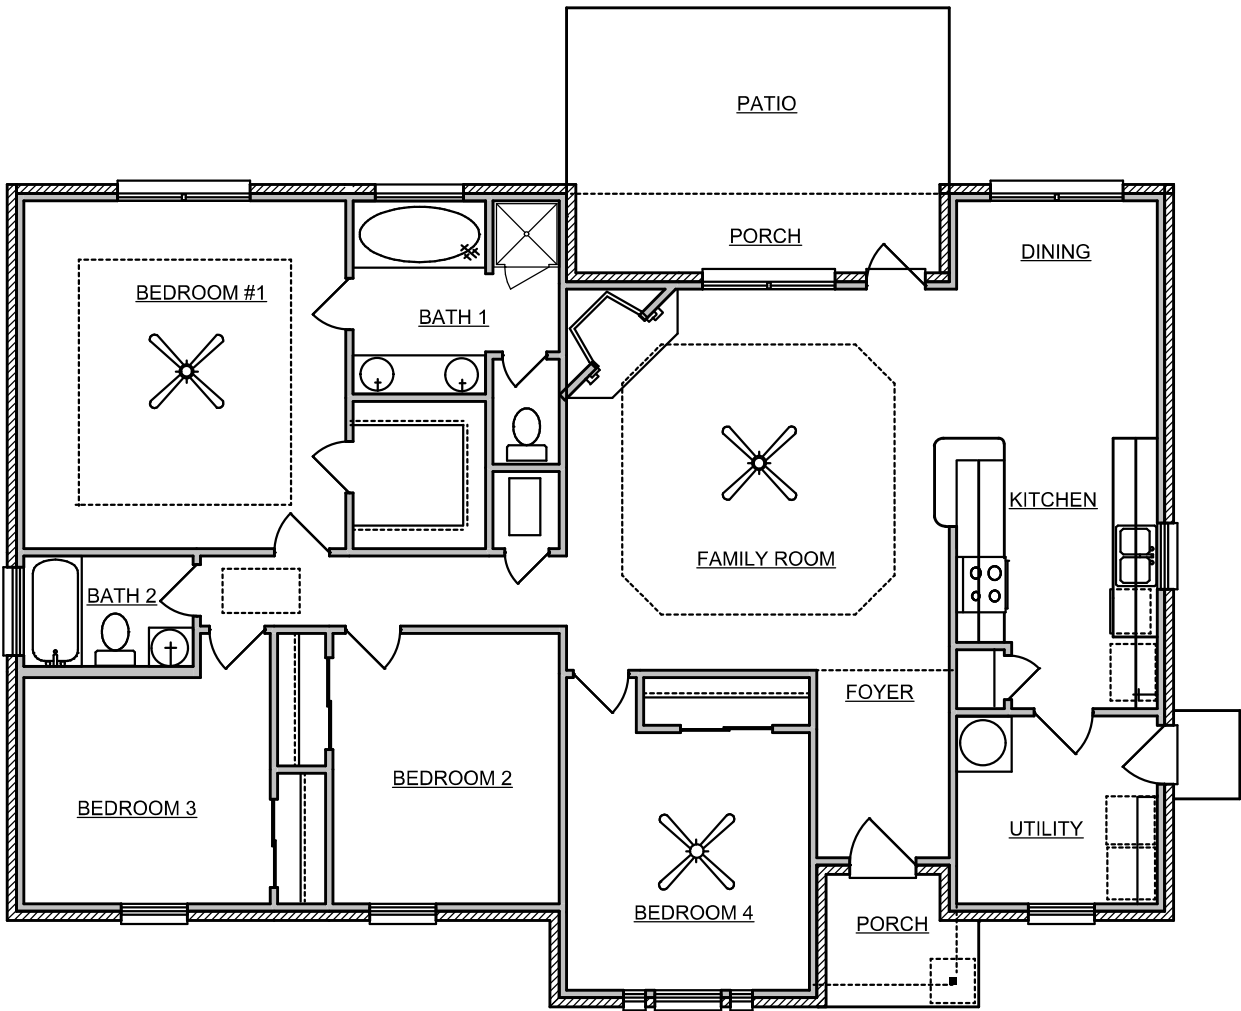 PATIO
PORCH
DINING
BEDROOM #1
BATH 1
KITCHEN
FAMILY ROOM
BATH 2
FOYER
BEDROOM 2
BEDROOM 3
UTILITY
BEDROOM 4
PORCH